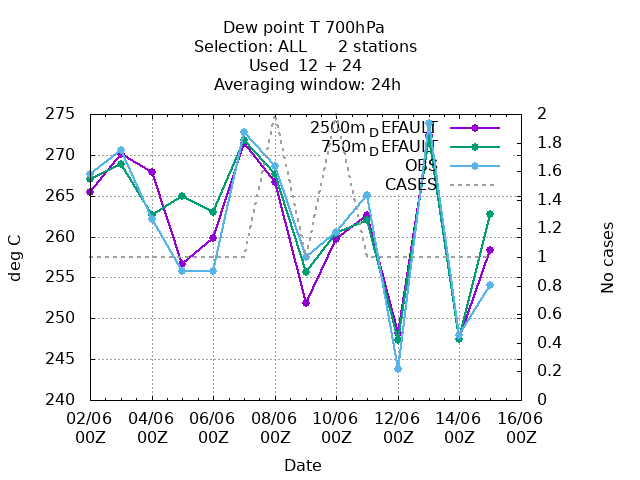 Dew point T 700hPa
Selection: ALL 2 stations
Used 12 + 24
Averaging window: 24h
275
270
265
260
255
250
245
240
deg C
2
1.8
1.6
1.4
1.2
1
0.8
0.6
0.4
0.2
0
No cases
2500m_DEFAULT
750m_DEFAULT
OBS
CASES
02/06 04/06 06/06 08/06 10/06 12/06 14/06 16/06
00Z 00Z 00Z 00Z 00Z 00Z 00Z 00Z
Date